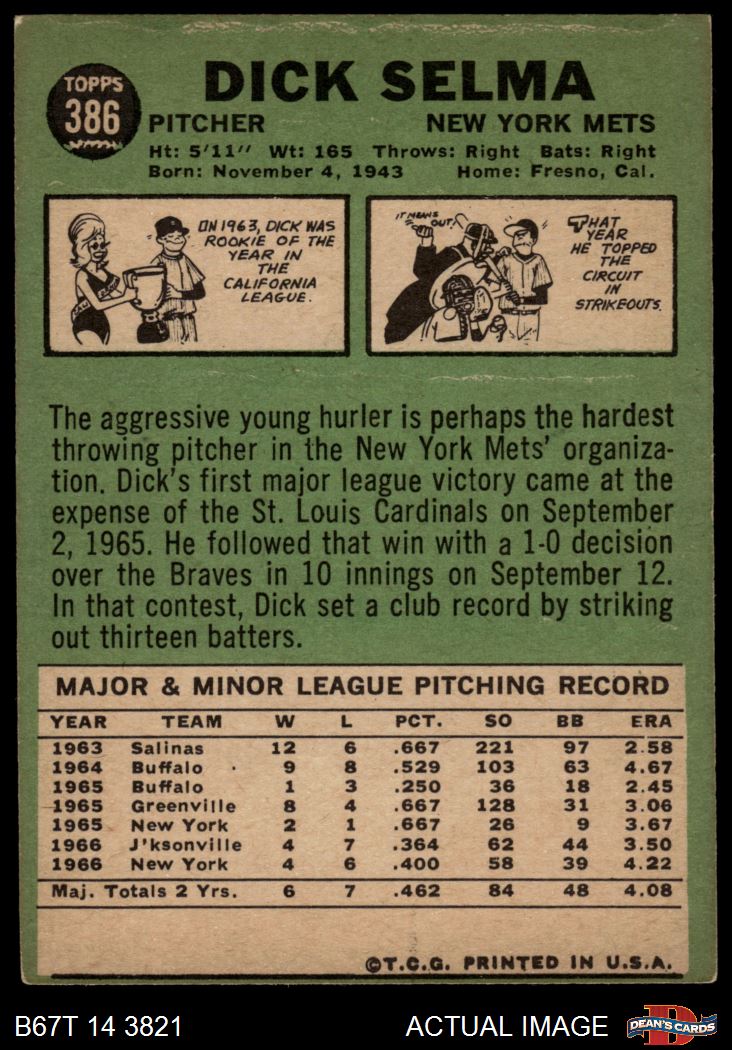 TOPPS
386
DICK SELMA
PITCHER NEW YORK METS
Ht: 5'11" Wt: 165 Throws: Right Bats: Right
Born: November 4, 1943 Home: Fresno, Cal.
IN 1963, DICK WAS
ROOKIE OF THE
YEAR IN
THE
CALIFORNIA
LEAGUE.
IT MEANS
OUT!
THAT
YEAR
HE TOPPED
THE
CIRCUIT
IN
STRIKEOUTS.
The aggressive young hurler is perhaps the hardest
throwing pitcher in the New York Mets' organiza-
tion. Dick's first major league victory came at the
expense of the St. Louis Cardinals on September
2, 1965. He followed that win with a 1-0 decision
over the Braves in 10 innings on September 12.
In that contest, Dick set a club record by striking
out thirteen batters.
MAJOR & MINOR LEAGUE PITCHING RECORD
YEAR TEAM W L PCT. SO BB ERA
1963 Salinas 12 6 .667 221 97 2.58
1964 Buffalo 9 8 .529 103 63 4.67
1965 Buffalo 1 3 .250 36 18 2.45
1965 Greenville 8 4 .667 128 31 3.06
1965 New York 2 1 .667 26 9 3.67
1966 J'ksonville 4 7 .364 62 44 3.50
1966 New York 4 6 .400 58 39 4.22
Maj. Totals 2 Yrs. 6 7 .462 84 48 4.08
©T.C.G. PRINTED IN U.S.A.
B67T 14 3821 ACTUAL IMAGE
DEAN'S CARDS